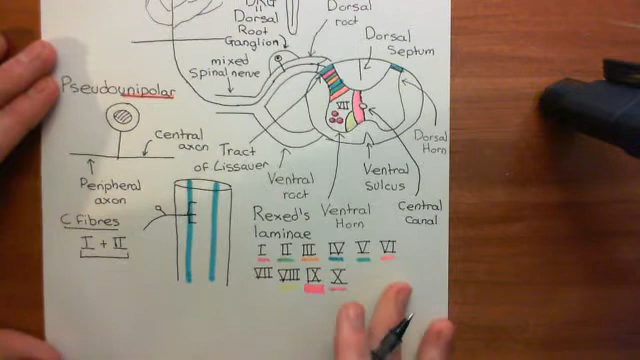 DRG
Dorsal
Root
Ganglion
Dorsal
root
Dorsal
Septum
mixed
Spinal nerve
Pseudounipolar
VII
Central
axon
Tract
of Lissauer
Dorsal
Horn
Peripheral
axon
Ventral
root
Ventral
Sulcus
C Fibres
I + II
Rexed's
laminae
Ventral
Horn
Central
Canal
I II III IV V VI
VII VIII IX X